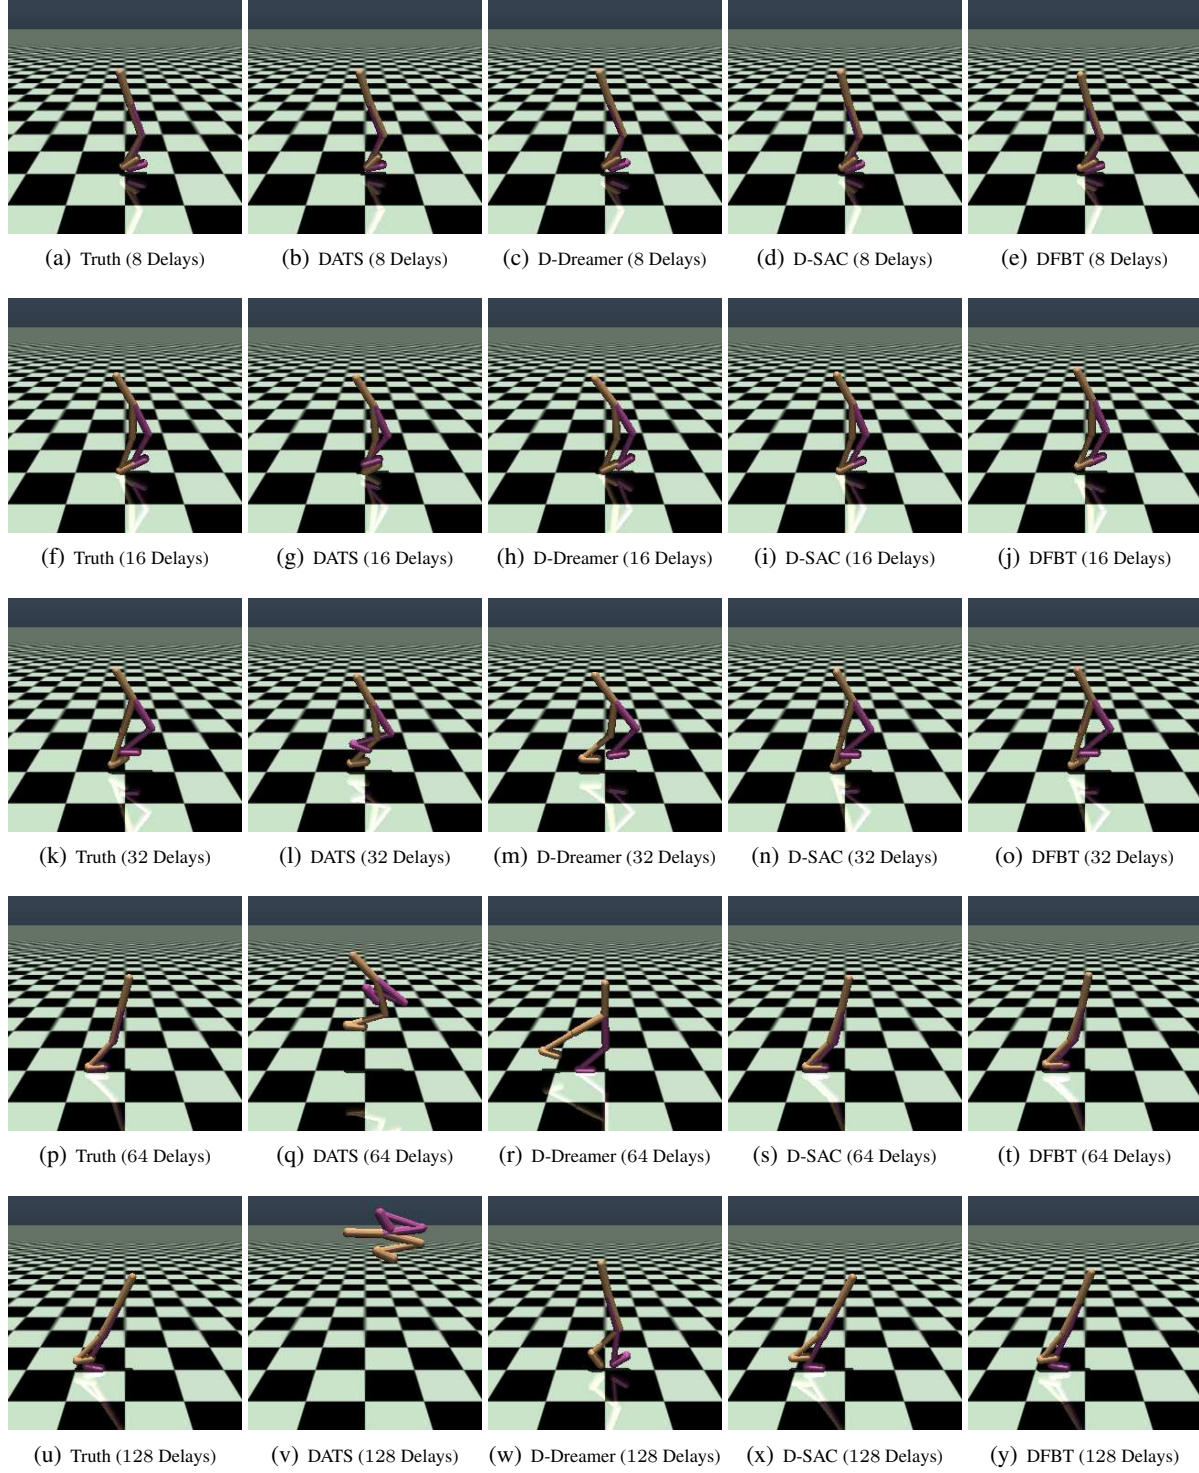 (a) Truth (8 Delays)
(b) DATS (8 Delays)
(c) D-Dreamer (8 Delays)
(d) D-SAC (8 Delays)
(e) DFBT (8 Delays)
(f) Truth (16 Delays)
(g) DATS (16 Delays)
(h) D-Dreamer (16 Delays)
(i) D-SAC (16 Delays)
(j) DFBT (16 Delays)
(k) Truth (32 Delays)
(l) DATS (32 Delays)
(m) D-Dreamer (32 Delays)
(n) D-SAC (32 Delays)
(o) DFBT (32 Delays)
(p) Truth (64 Delays)
(q) DATS (64 Delays)
(r) D-Dreamer (64 Delays)
(s) D-SAC (64 Delays)
(t) DFBT (64 Delays)
(u) Truth (128 Delays)
(v) DATS (128 Delays)
(w) D-Dreamer (128 Delays)
(x) D-SAC (128 Delays)
(y) DFBT (128 Delays)